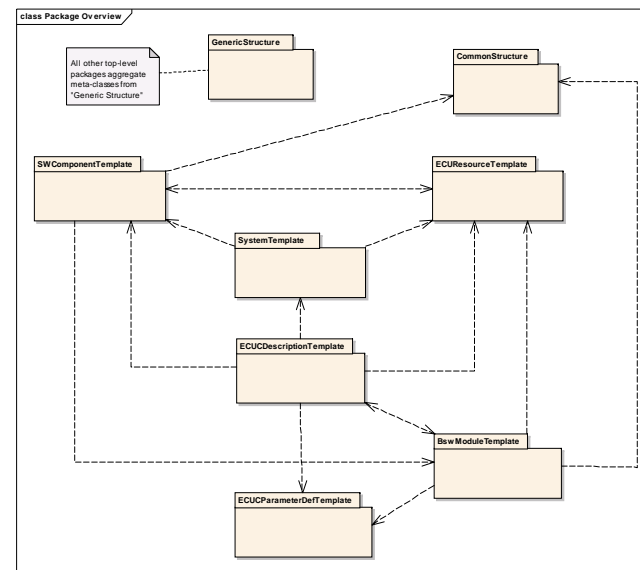 class Package Overview
GenericStructure
All other top-level
packages aggregate
meta-classes from
"Generic Structure"
CommonStructure
SWComponentTemplate
ECUResourceTemplate
SystemTemplate
ECUCDescriptionTemplate
BswModuleTemplate
ECUCParameterDefTemplate